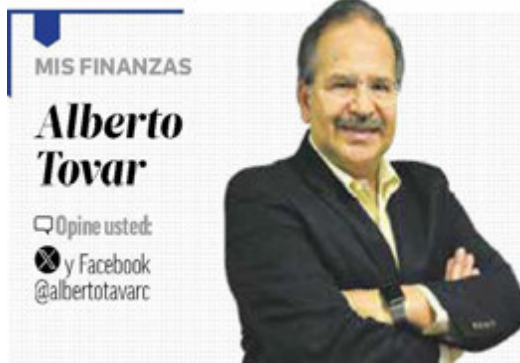 MIS FINANZAS
Alberto
Tovar
Opine usted:
X y Facebook
@albertotavarc